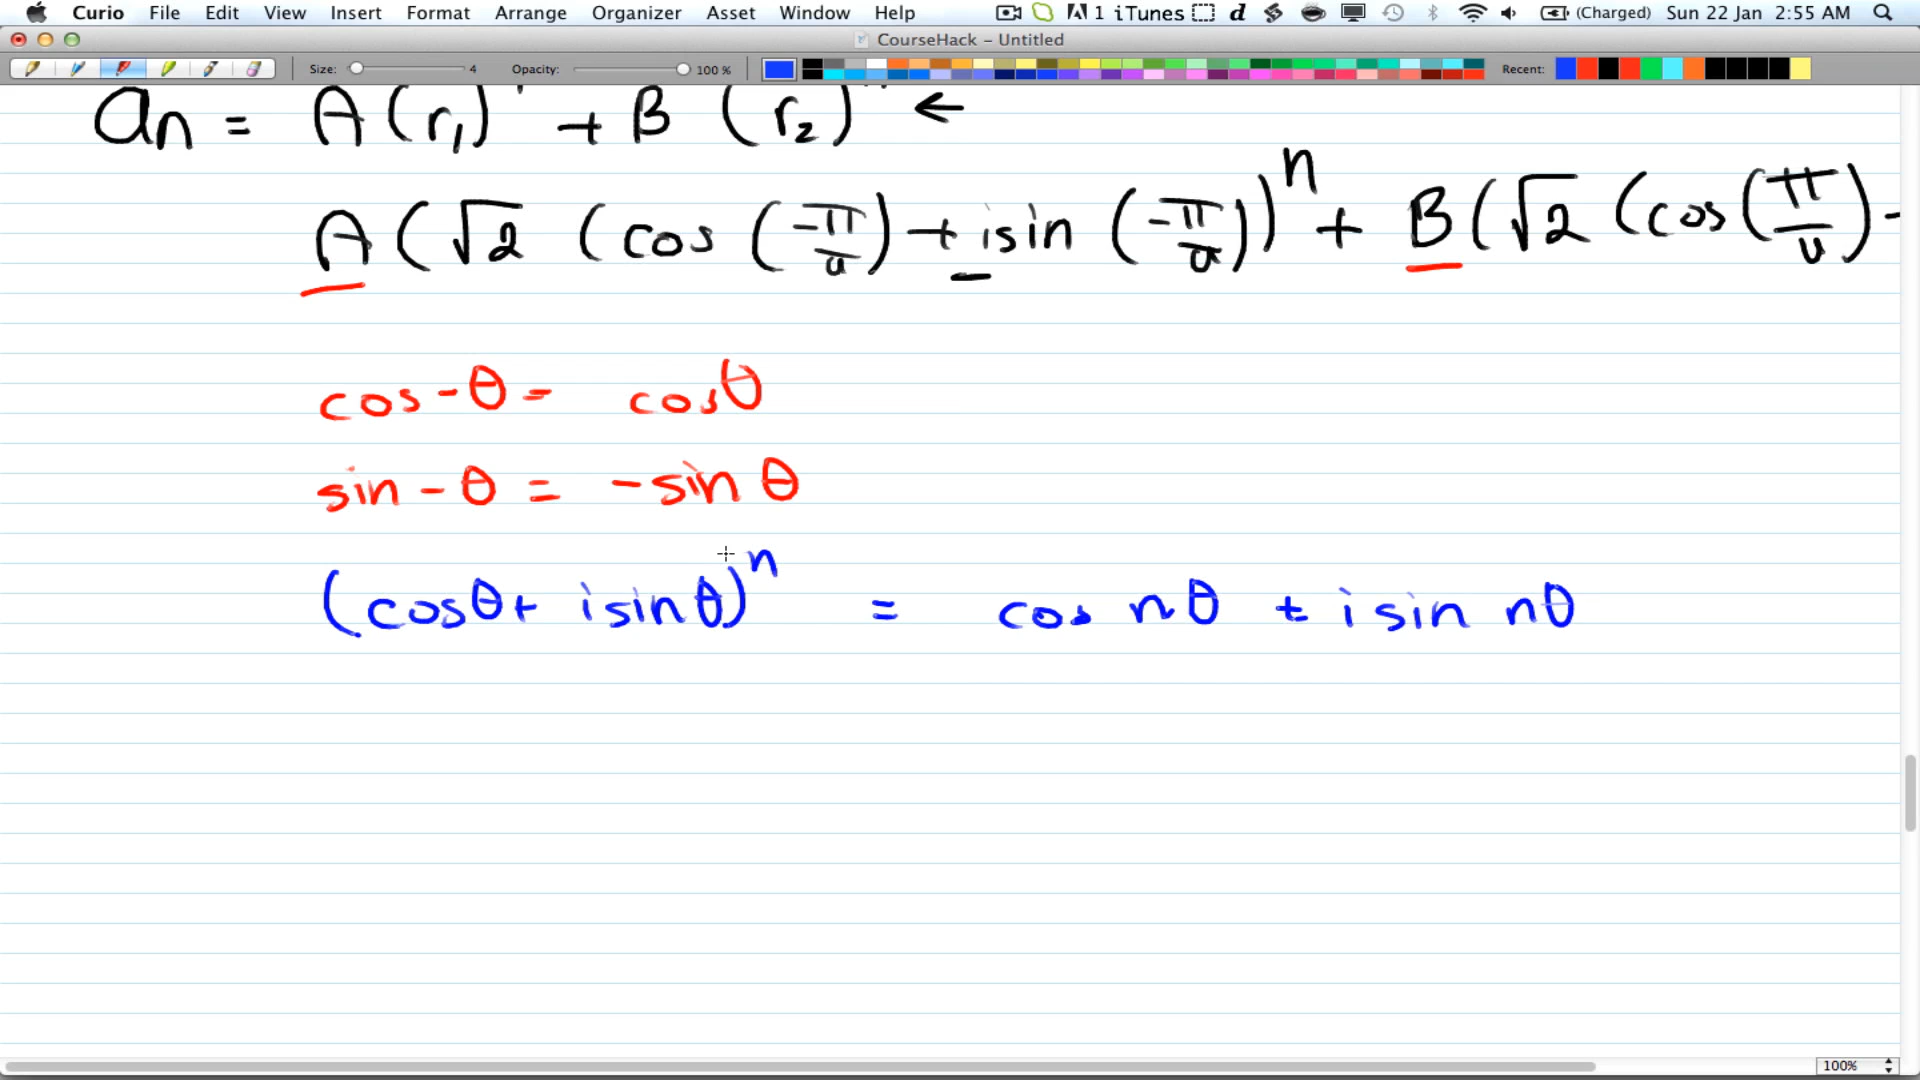 Curio File Edit View Insert Format Arrange Organizer Asset Window Help 1 iTunes (Charged) Sun 22 Jan 2:55 AM
CourseHack – Untitled
Size: 4 Opacity: 100 % Recent:
an = A (r₁) + B (r₂) ←
A (√2 (cos (-π/4) + isin (-π/4))ⁿ + B (√2 (cos (π/4) -
cos -θ = cosθ
sin -θ = -sin θ
(cosθ + isinθ)ⁿ = cos nθ + i sin nθ
100%